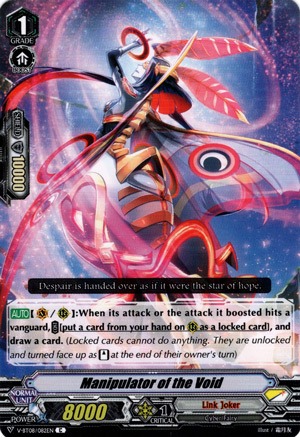 1
GRADE
BOOST
SHIELD
10000
Despair is handed over as if it were the star of hope.
AUTO [ / ]:When its attack or the attack it boosted hits a
vanguard, [put a card from your hand on as a locked card], and
draw a card. (Locked cards cannot do anything. They are unlocked
and turned face up as at the end of their owner's turn)
Manipulator of the Void
NORMAL
UNIT
POWER
8000
1
CRITICAL
Link Joker
Cyber Fairy
V-BT08/082EN C
Illust /